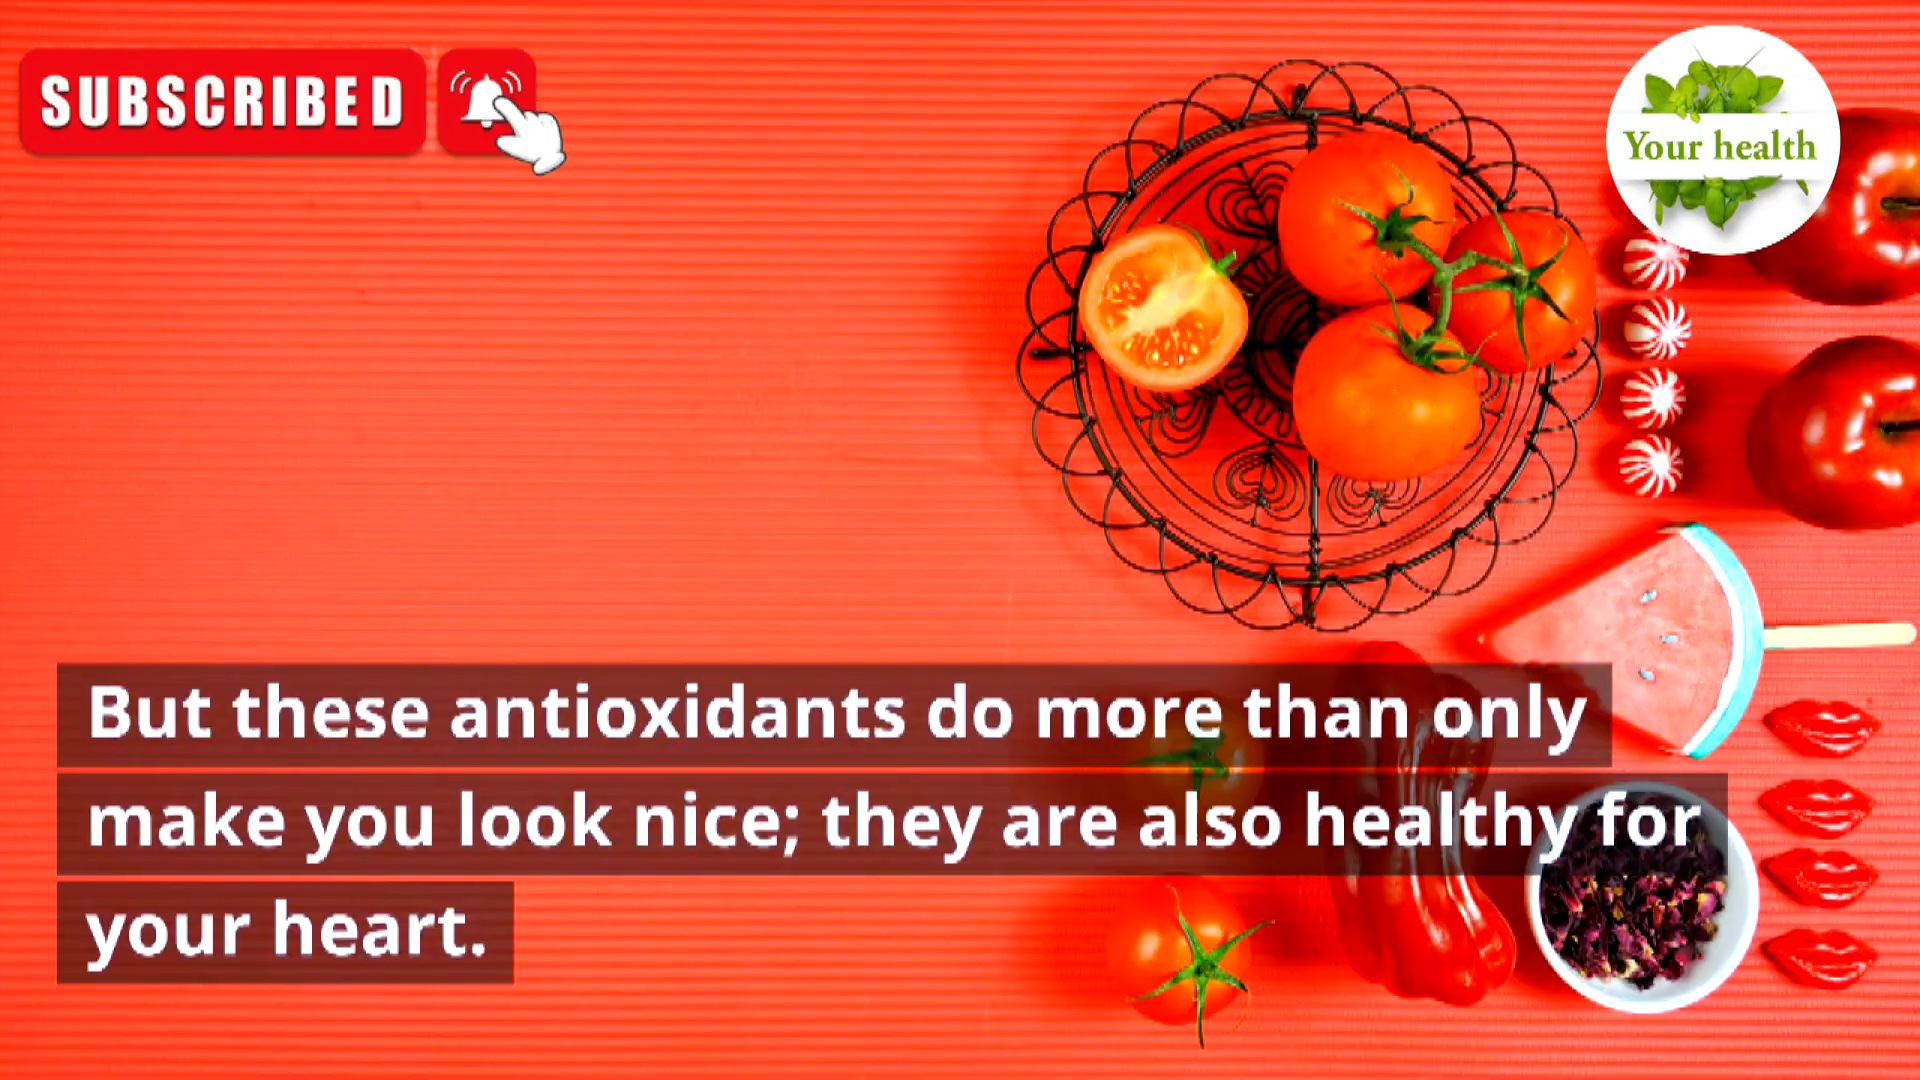 SUBSCRIBED
Your health
But these antioxidants do more than only
make you look nice; they are also healthy for
your heart.